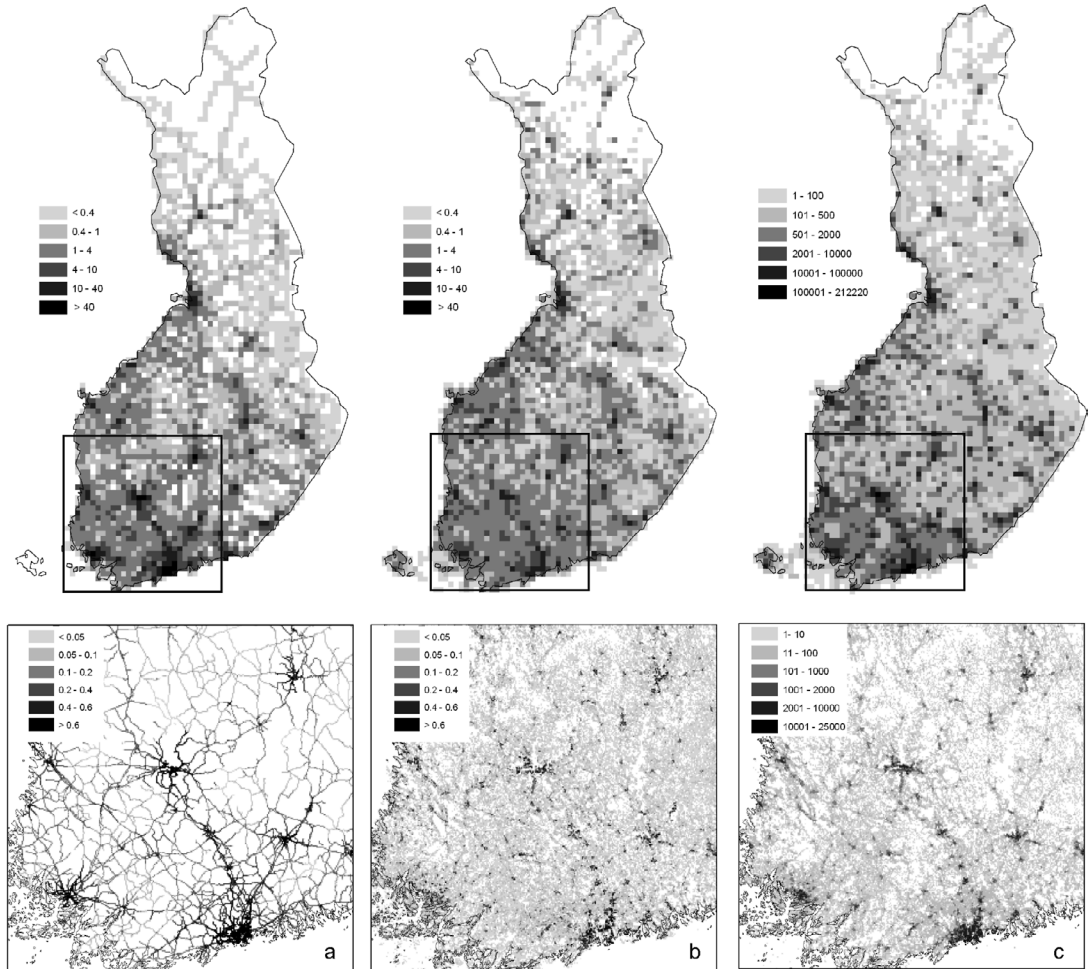 < 0.4
0.4 - 1
1 - 4
4 - 10
10 - 40
> 40
< 0.4
0.4 - 1
1 - 4
4 - 10
10 - 40
> 40
1 - 100
101 - 500
501 - 2000
2001 - 10000
10001 - 100000
100001 - 212220
< 0.05
0.05 - 0.1
0.1 - 0.2
0.2 - 0.4
0.4 - 0.6
> 0.6
a
< 0.05
0.05 - 0.1
0.1 - 0.2
0.2 - 0.4
0.4 - 0.6
> 0.6
b
1- 10
11 - 100
101 - 1000
1001 - 2000
2001 - 10000
10001 - 25000
c